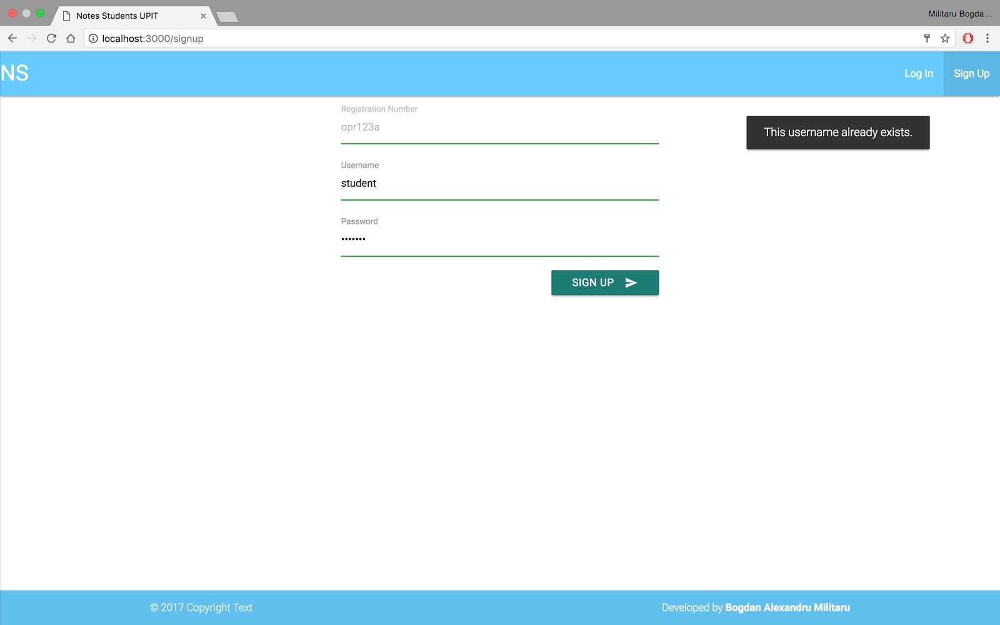 Notes Students UPIT
Militaru Bogda...
localhost:3000/signup
NS
Log In
Sign Up
Registration Number
opr123a
This username already exists.
Username
student
Password
•••••••
SIGN UP
© 2017 Copyright Text
Developed by Bogdan Alexandru Militaru